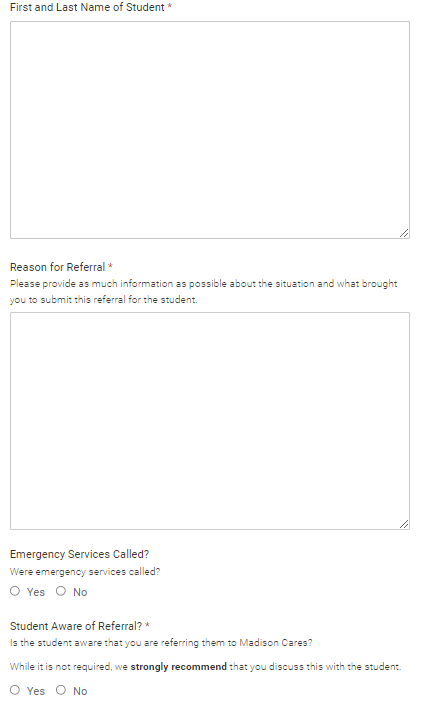 First and Last Name of Student *
Reason for Referral *
Please provide as much information as possible about the situation and what brought
you to submit this referral for the student.
Emergency Services Called?
Were emergency services called?
Yes No
Student Aware of Referral? *
Is the student aware that you are referring them to Madison Cares?
While it is not required, we strongly recommend that you discuss this with the student.
Yes No